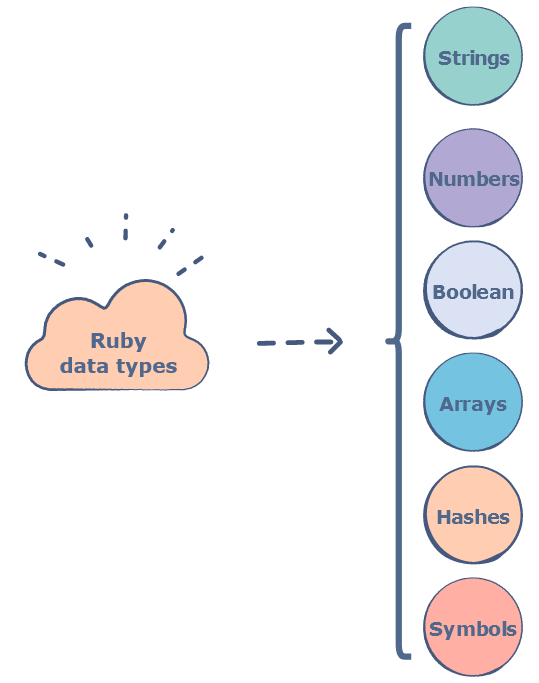 Ruby
data types
Strings
Numbers
Boolean
Arrays
Hashes
Symbols